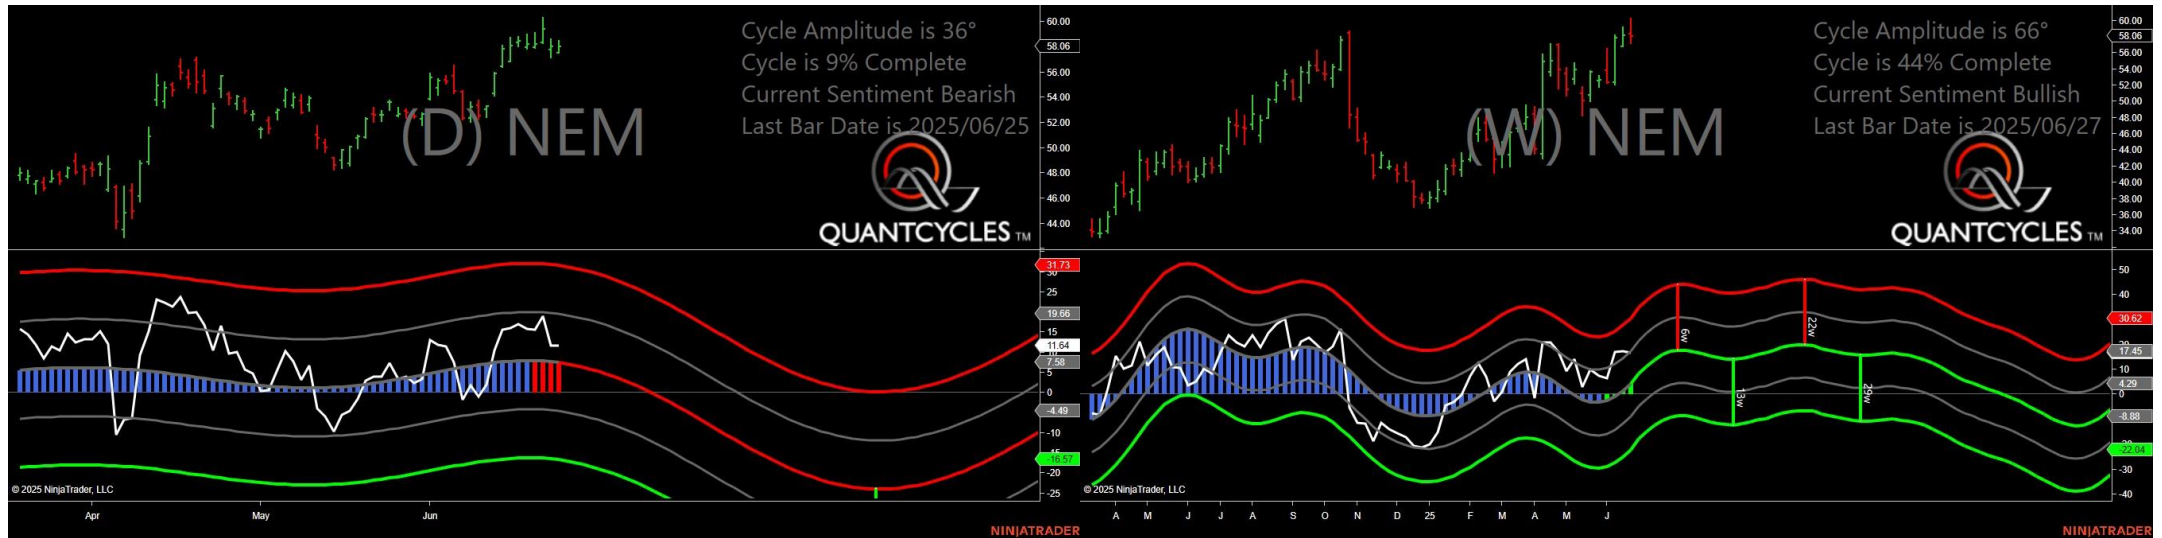 Cycle Amplitude is 36°
Cycle is 9% Complete
Current Sentiment Bearish
Last Bar Date is 2025/06/25
(D) NEM
QUANTCYCLES TM
60.00
58.06
56.00
54.00
52.00
50.00
48.00
46.00
44.00
31.73
30
25
19.66
15
11.64
7.58
5
0
-4.49
-10
-15
-16.57
-20
-25
© 2025 NinjaTrader, LLC
Apr May Jun
NINJATRADER
Cycle Amplitude is 66°
Cycle is 44% Complete
Current Sentiment Bullish
Last Bar Date is 2025/06/27
(W) NEM
QUANTCYCLES TM
60.00
58.06
56.00
54.00
52.00
50.00
48.00
46.00
44.00
42.00
40.00
38.00
36.00
34.00
50
40
30.62
20
17.45
10
4.29
0
-8.88
-22.04
-30
-40
6w
13w
22w
29w
© 2025 NinjaTrader, LLC
A M J J A S O N D 25 F M A M J
NINJATRADER